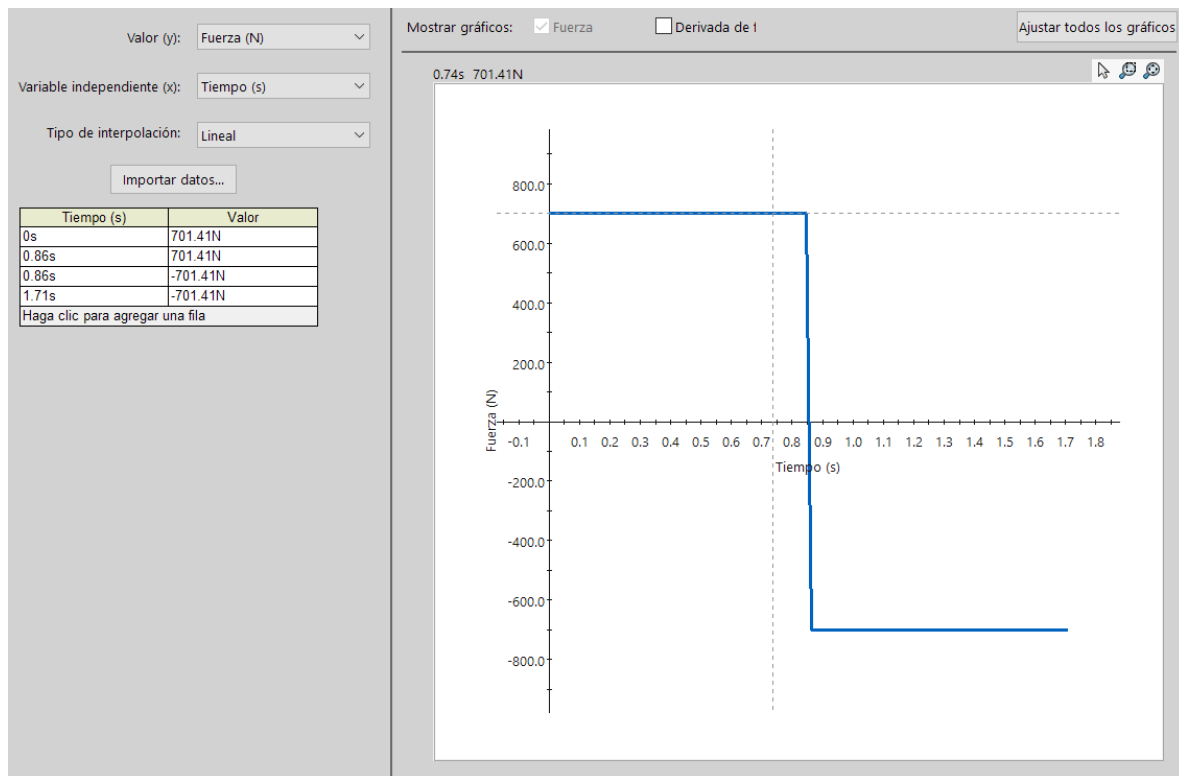 Valor (y): Fuerza (N)
Variable independiente (x): Tiempo (s)
Tipo de interpolación: Lineal
Importar datos...
Tiempo (s) Valor
0s 701.41N
0.86s 701.41N
0.86s -701.41N
1.71s -701.41N
Haga clic para agregar una fila
Mostrar gráficos: Fuerza Derivada de f Ajustar todos los gráficos
0.74s 701.41N
800.0
600.0
400.0
200.0
Fuerza (N)
-0.1 0.1 0.2 0.3 0.4 0.5 0.6 0.7 0.8 0.9 1.0 1.1 1.2 1.3 1.4 1.5 1.6 1.7 1.8
Tiempo (s)
-200.0
-400.0
-600.0
-800.0